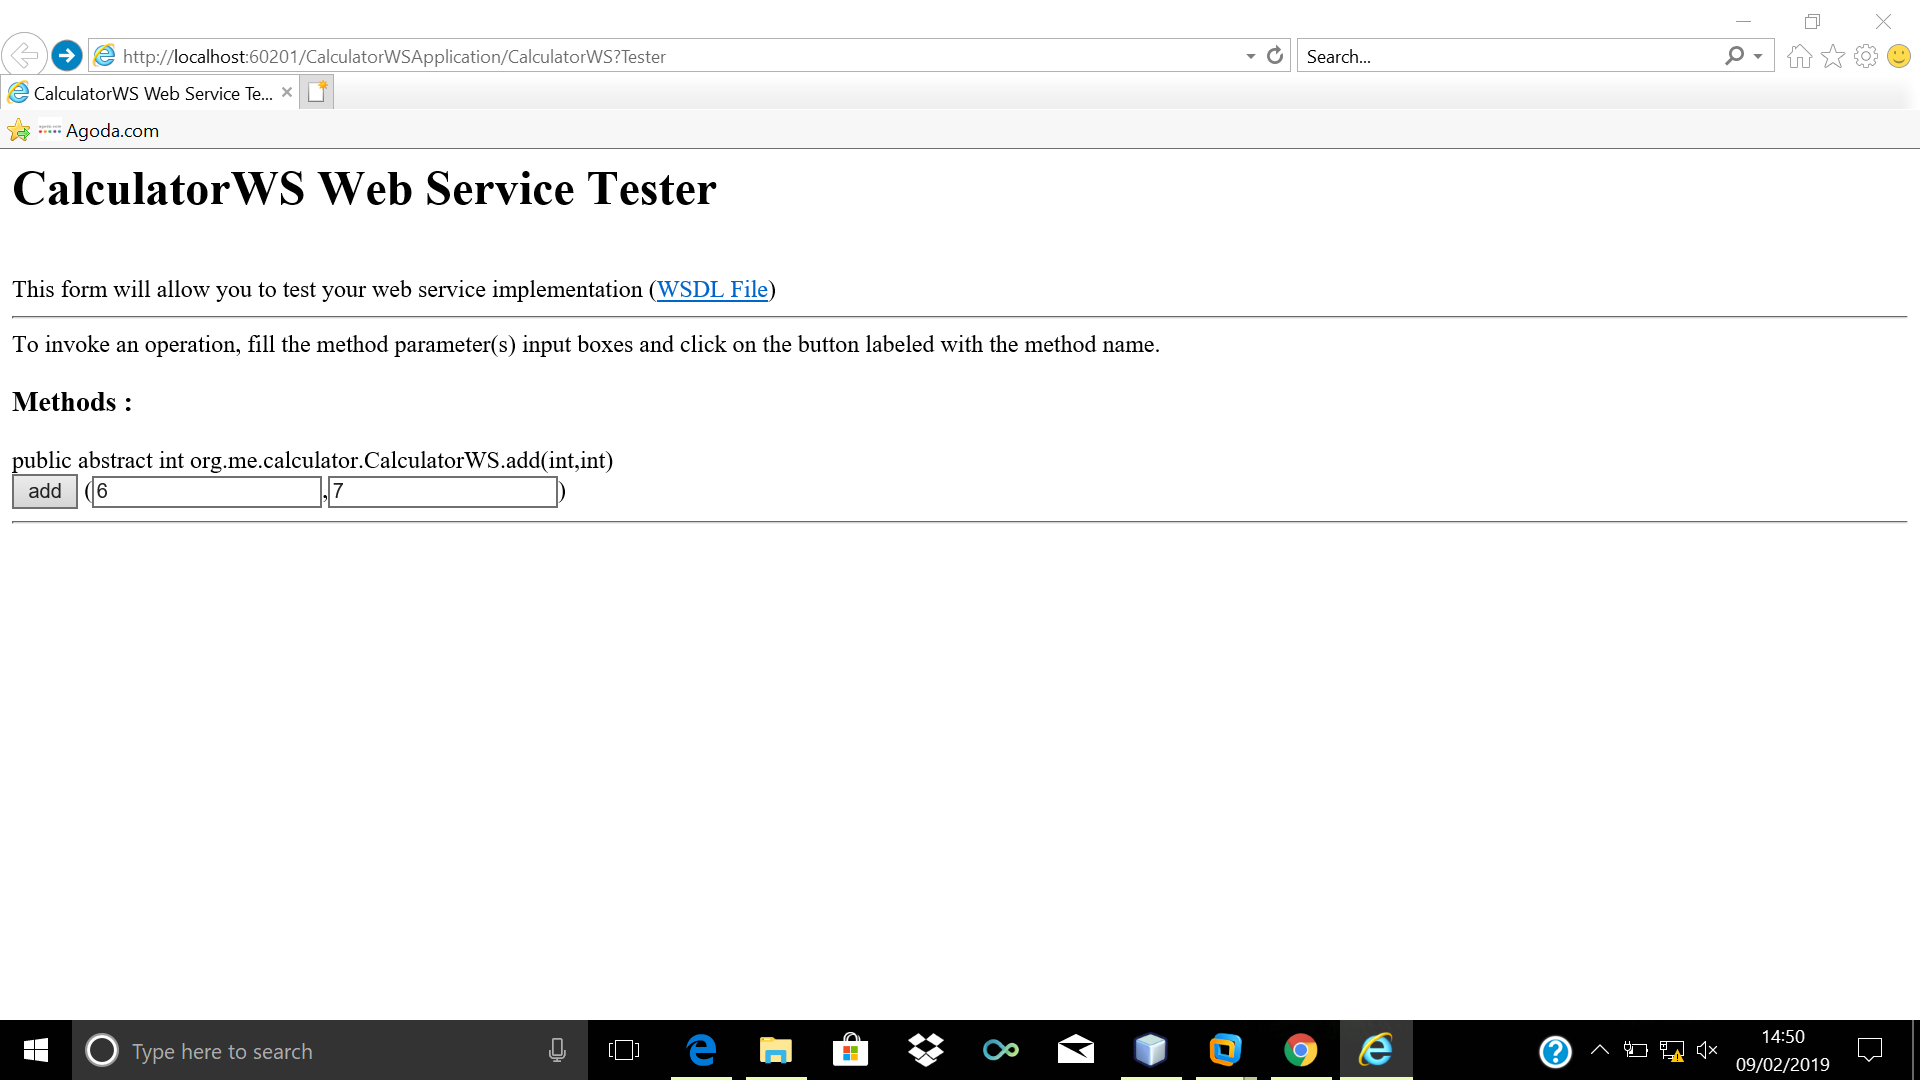 http://localhost:60201/CalculatorWSApplication/CalculatorWS?Tester
Search...
CalculatorWS Web Service Te...
Agoda.com
CalculatorWS Web Service Tester
This form will allow you to test your web service implementation (WSDL File)
To invoke an operation, fill the method parameter(s) input boxes and click on the button labeled with the method name.
Methods :
public abstract int org.me.calculator.CalculatorWS.add(int,int)
add (6,7)
Type here to search
14:50
09/02/2019